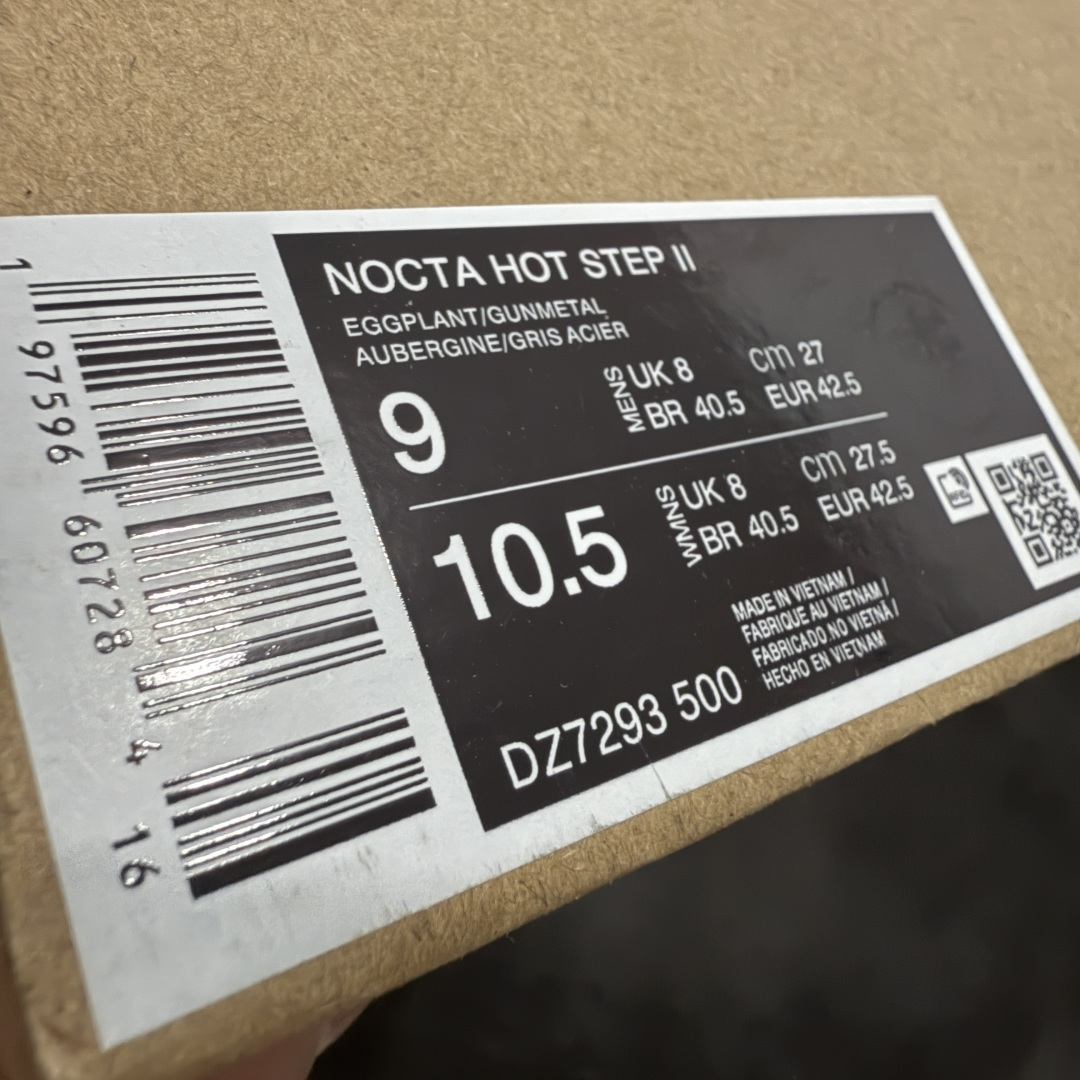 NOCTA HOT STEP II
EGGPLANT/GUNMETAL
AUBERGINE/GRIS ACIER
9
MENS
UK 8 cm 27
BR 40.5 EUR 42.5
10.5
WMNS
UK 8 cm 27.5
BR 40.5 EUR 42.5
MADE IN VIETNAM /
FABRIQUE AU VIETNAM /
FABRICADO NO VIETNÃ /
HECHO EN VIETNAM
DZ7293 500
1 97596 60728 4 16